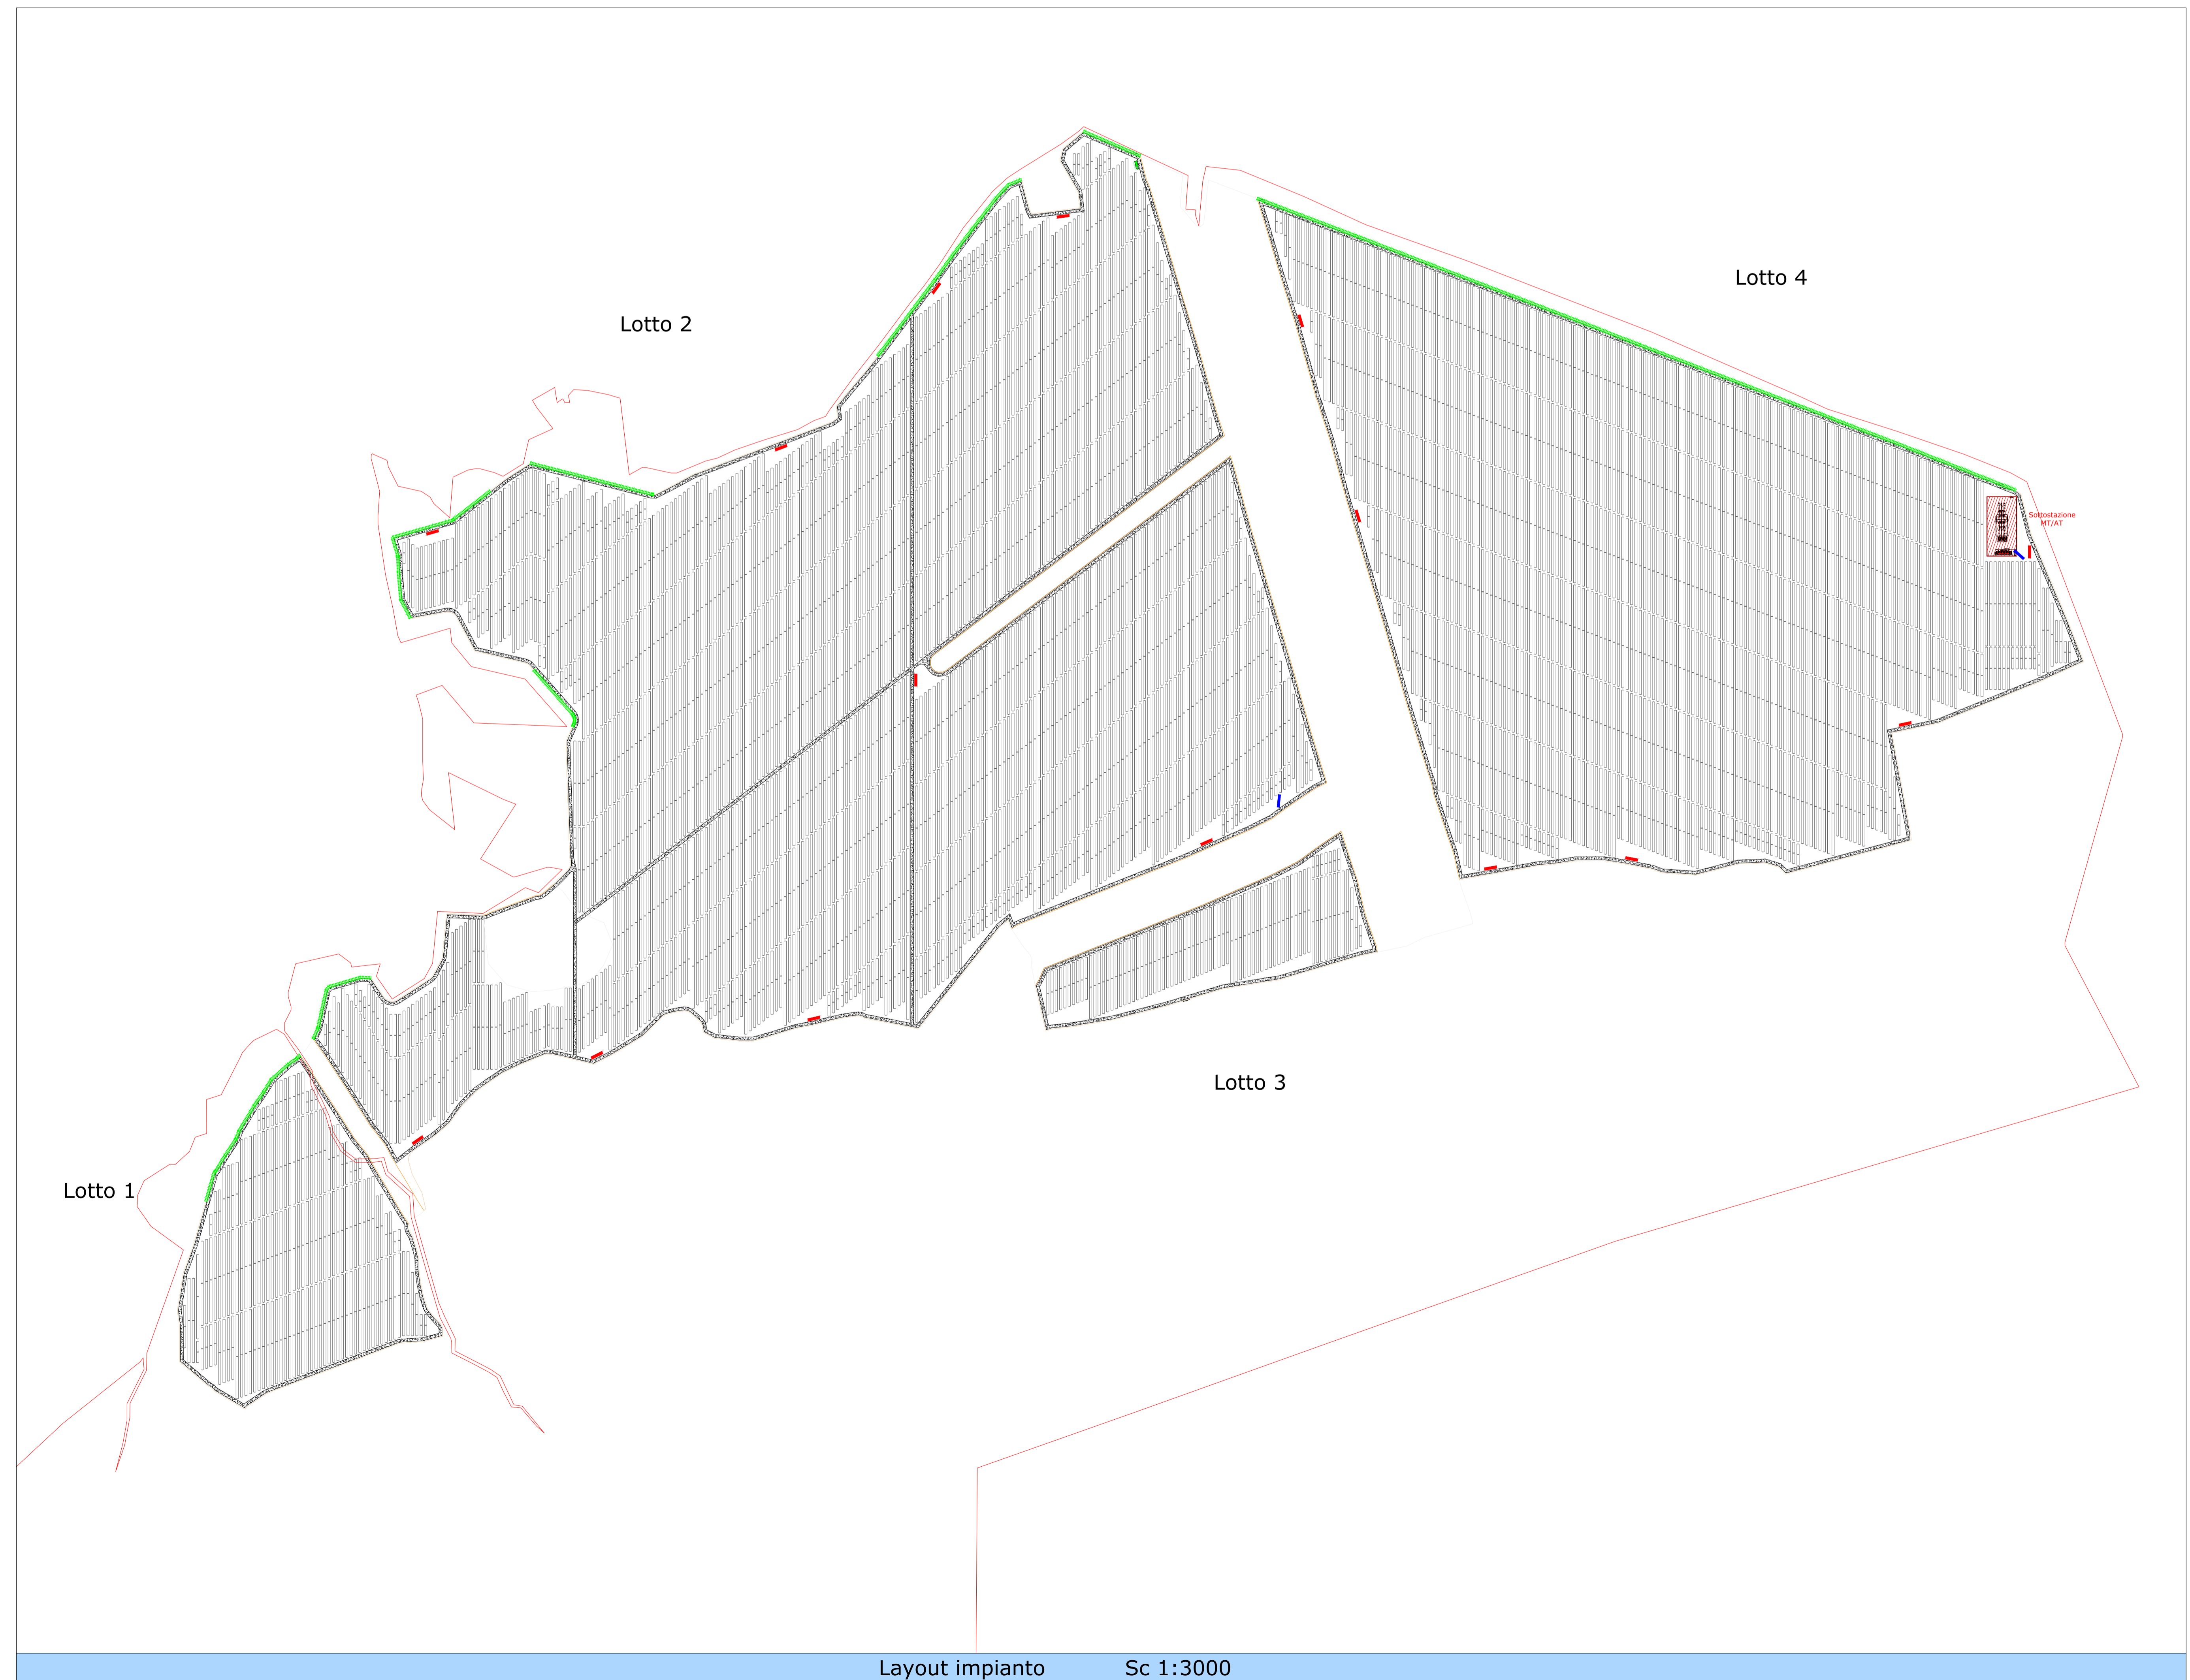 Lotto 4
Lotto 2
Sottostazione
MT/AT
Lotto 3
Lotto 1
Layout impianto Sc 1:3000